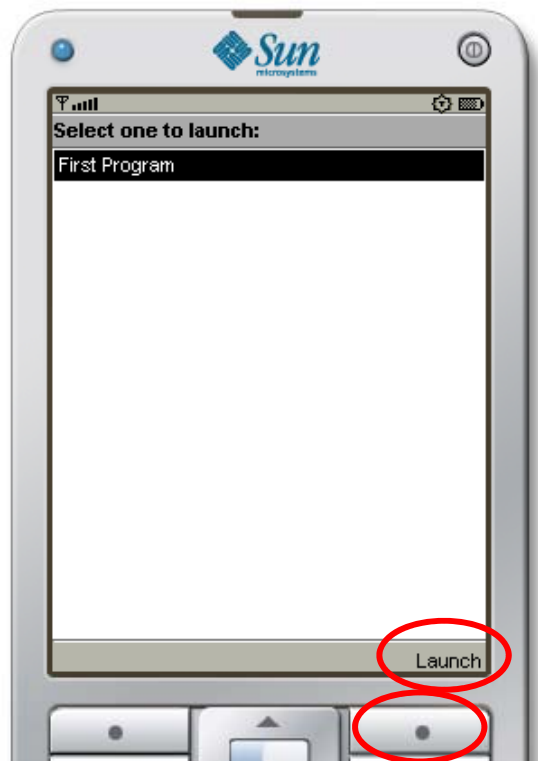 Sun
microsystems
Select one to launch:
First Program
Launch